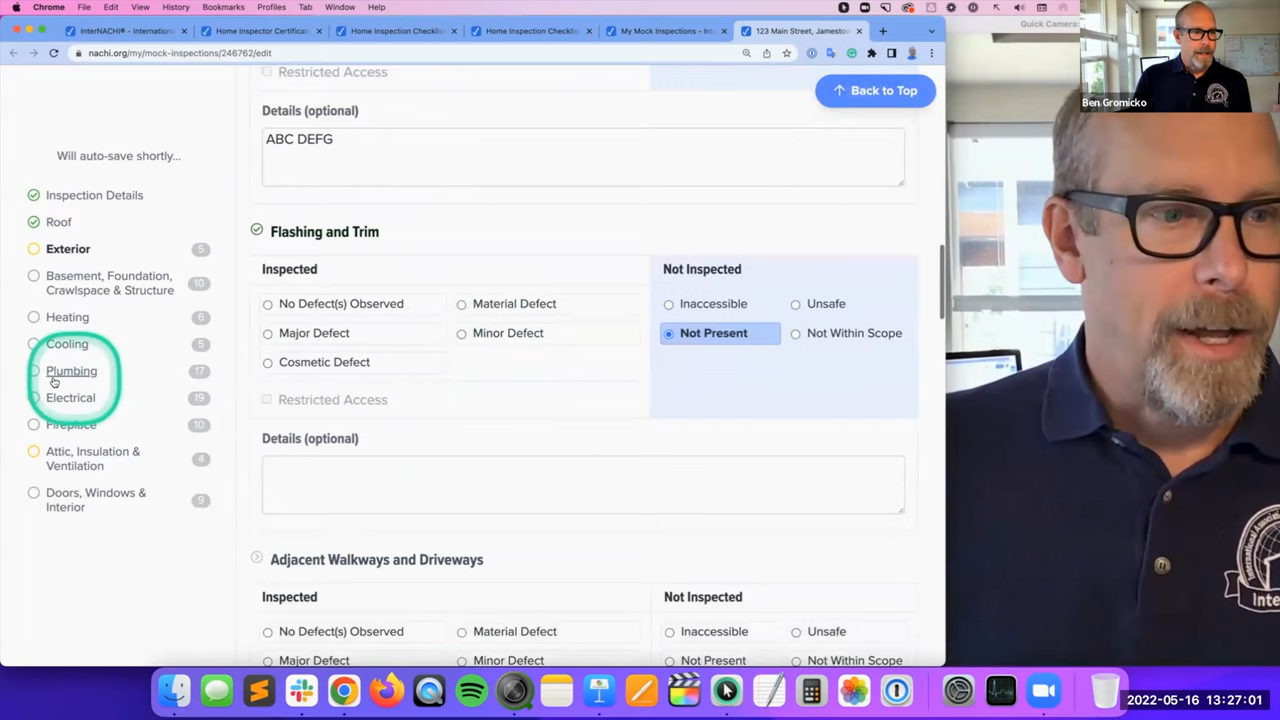 Chrome File Edit View History Bookmarks Profiles Tab Window Help
InterNACHI® - Internation
Home Inspector Certificat
Home Inspection Checklis
Home Inspection Checklis
My Mock Inspections - Int
123 Main Street, Jamestow
Quick Camera
nachi.org/my/mock-inspections/246762/edit
Ben Gromicko
Restricted Access
Back to Top
Details (optional)
ABC DEFG
Will auto-save shortly...
Inspection Details
Roof
Exterior 5
Basement, Foundation,
Crawlspace & Structure 10
Heating 6
Cooling 5
Plumbing 17
Electrical 19
Fireplace 10
Attic, Insulation &
Ventilation 4
Doors, Windows &
Interior 9
Flashing and Trim
Inspected
Not Inspected
No Defect(s) Observed
Material Defect
Inaccessible
Unsafe
Major Defect
Minor Defect
Not Present
Not Within Scope
Cosmetic Defect
Restricted Access
Details (optional)
Adjacent Walkways and Driveways
Inspected
Not Inspected
No Defect(s) Observed
Material Defect
Inaccessible
Unsafe
Major Defect
Minor Defect
Not Present
Not Within Scope
Inte
2022-05-16 13:27:01